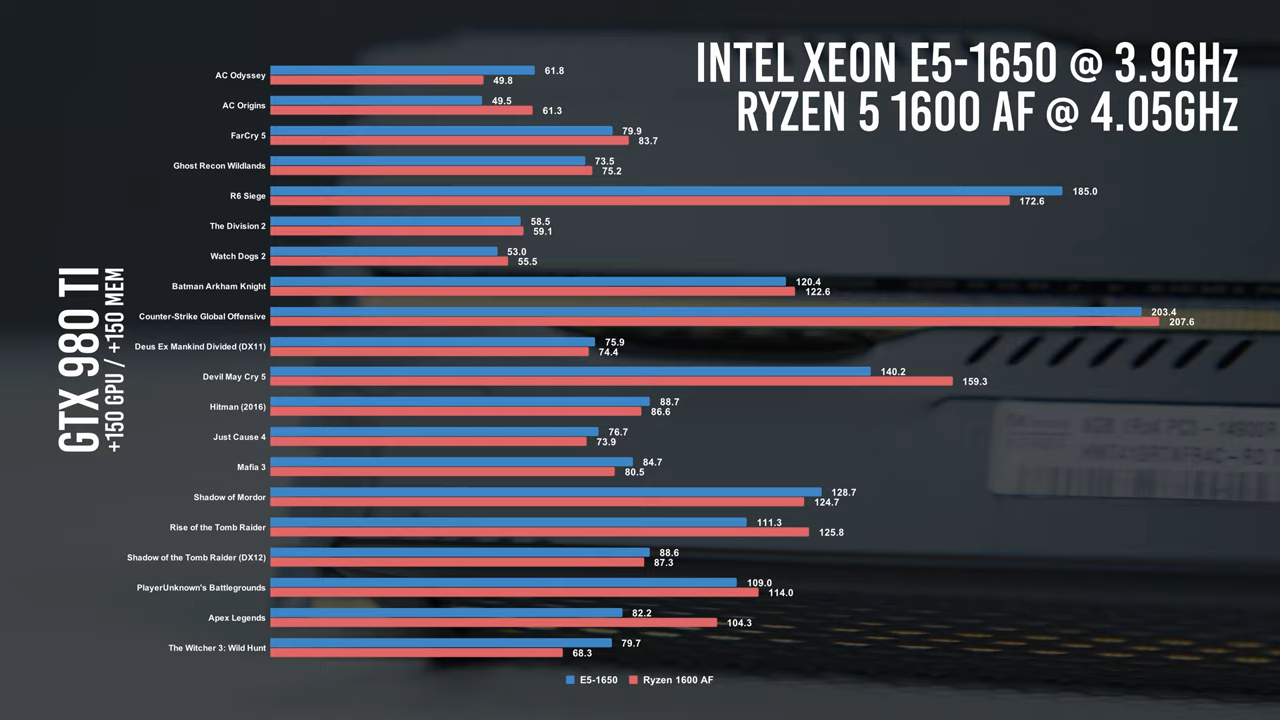 INTEL XEON E5-1650 @ 3.9GHz
RYZEN 5 1600 AF @ 4.05GHz
GTX 980 TI
+150 GPU / +150 MEM
AC Odyssey 61.8
49.8
AC Origins 49.5
61.3
FarCry 5 79.9
83.7
Ghost Recon Wildlands 73.5
75.2
R6 Siege 185.0
172.6
The Division 2 58.5
59.1
Watch Dogs 2 53.0
55.5
Batman Arkham Knight 120.4
122.6
Counter-Strike Global Offensive 203.4
207.6
Deus Ex Mankind Divided (DX11) 75.9
74.4
Devil May Cry 5 140.2
159.3
Hitman (2016) 88.7
86.6
Just Cause 4 76.7
73.9
Mafia 3 84.7
80.5
Shadow of Mordor 128.7
124.7
Rise of the Tomb Raider 111.3
125.8
Shadow of the Tomb Raider (DX12) 88.6
87.3
PlayerUnknown's Battlegrounds 109.0
114.0
Apex Legends 82.2
104.3
The Witcher 3: Wild Hunt 79.7
68.3
E5-1650 Ryzen 1600 AF